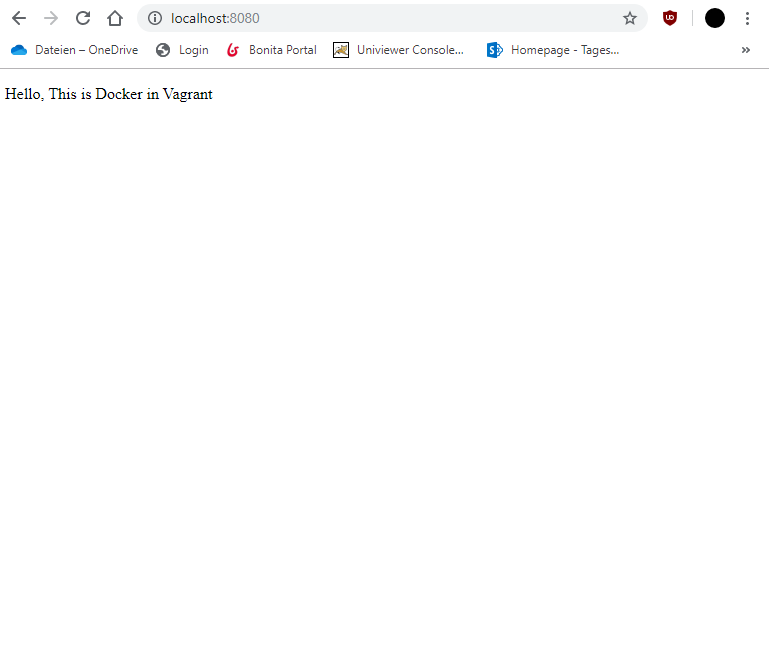 localhost:8080
Dateien – OneDrive Login Bonita Portal Univiewer Console... Homepage - Tages... »
Hello, This is Docker in Vagrant